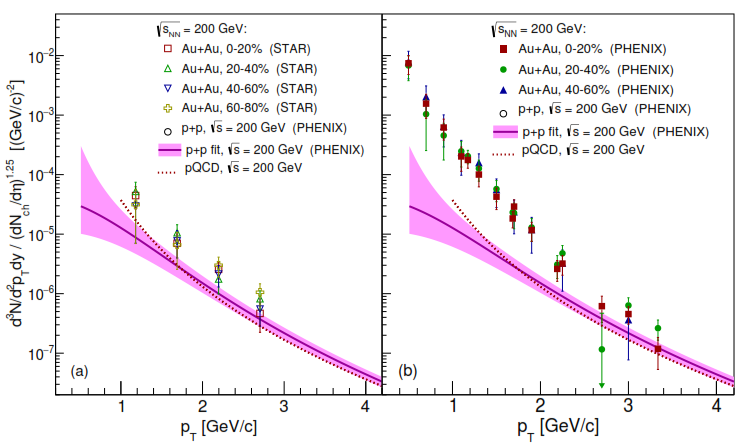 d³N/d²p_T dy / (dN_ch/dη)^1.25 [(GeV/c)^-2]
10^-2
10^-3
10^-4
10^-5
10^-6
10^-7
√s_NN = 200 GeV:
Au+Au, 0-20% (STAR)
Au+Au, 20-40% (STAR)
Au+Au, 40-60% (STAR)
Au+Au, 60-80% (STAR)
p+p, √s = 200 GeV (PHENIX)
p+p fit, √s = 200 GeV (PHENIX)
pQCD, √s = 200 GeV
(a)
1 2 3 4
p_T [GeV/c]
√s_NN = 200 GeV:
Au+Au, 0-20% (PHENIX)
Au+Au, 20-40% (PHENIX)
Au+Au, 40-60% (PHENIX)
p+p, √s = 200 GeV (PHENIX)
p+p fit, √s = 200 GeV (PHENIX)
pQCD, √s = 200 GeV
(b)
1 2 3 4
p_T [GeV/c]